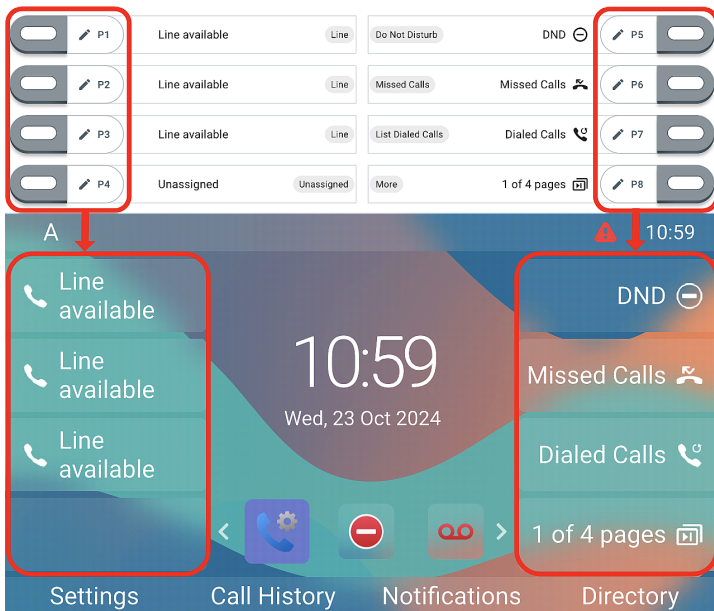 P1 Line available Line Do Not Disturb DND P5
P2 Line available Line Missed Calls Missed Calls P6
P3 Line available Line List Dialed Calls Dialed Calls P7
P4 Unassigned Unassigned More 1 of 4 pages P8
A 10:59
Line
available
Line
available
Line
available
10:59
Wed, 23 Oct 2024
DND
Missed Calls
Dialed Calls
1 of 4 pages
Settings Call History Notifications Directory